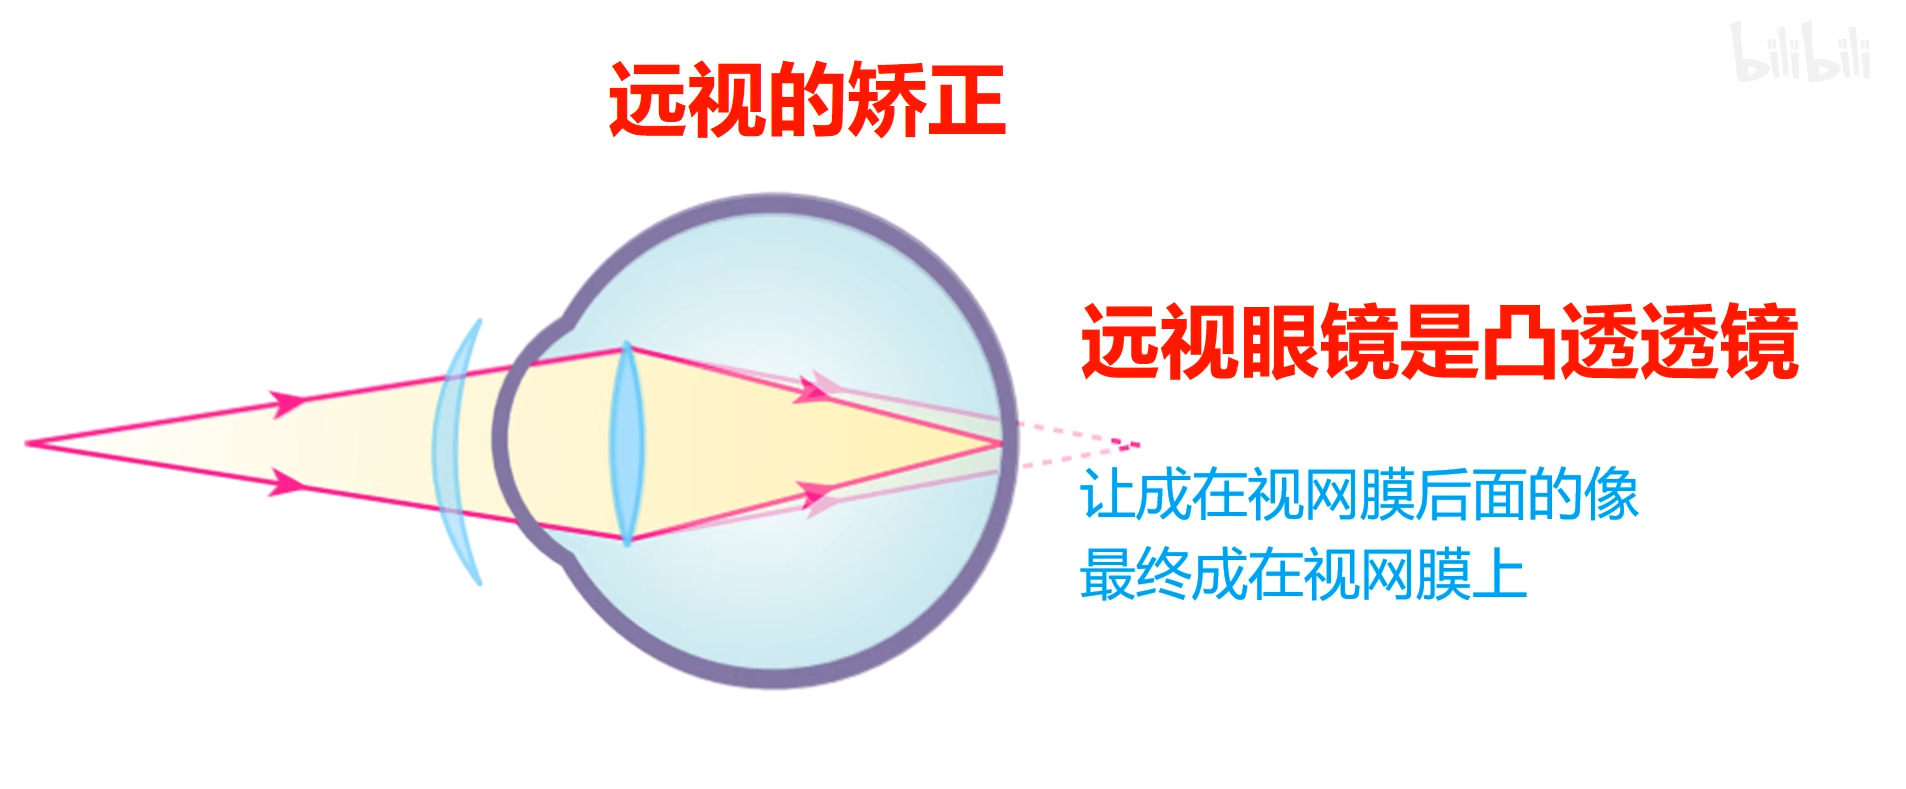 bilibili
远视的矫正
远视眼镜是凸透透镜
让成在视网膜后面的像
最终成在视网膜上